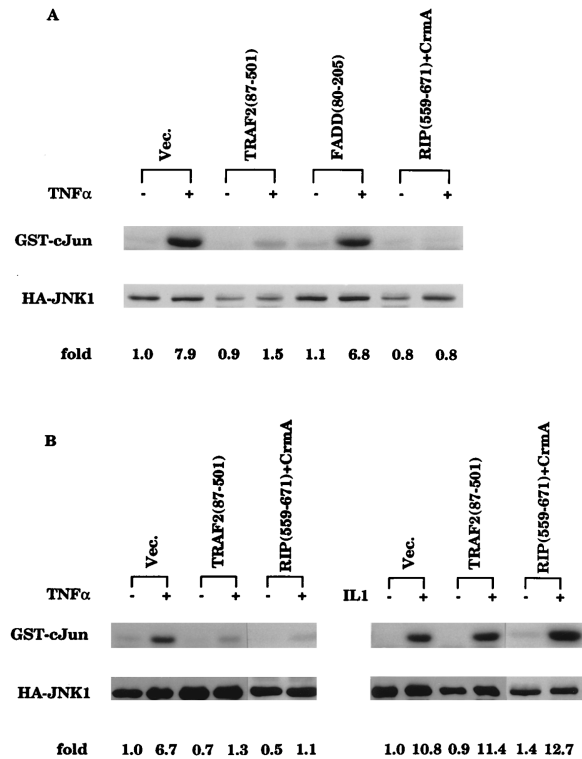 A
Vec.
TRAF2(87-501)
FADD(80-205)
RIP(559-671)+CrmA
TNFα - + - + - + - +
GST-cJun
HA-JNK1
fold 1.0 7.9 0.9 1.5 1.1 6.8 0.8 0.8
B
Vec.
TRAF2(87-501)
RIP(559-671)+CrmA
Vec.
TRAF2(87-501)
RIP(559-671)+CrmA
TNFα - + - + - + IL1 - + - + - +
GST-cJun
HA-JNK1
fold 1.0 6.7 0.7 1.3 0.5 1.1 1.0 10.8 0.9 11.4 1.4 12.7